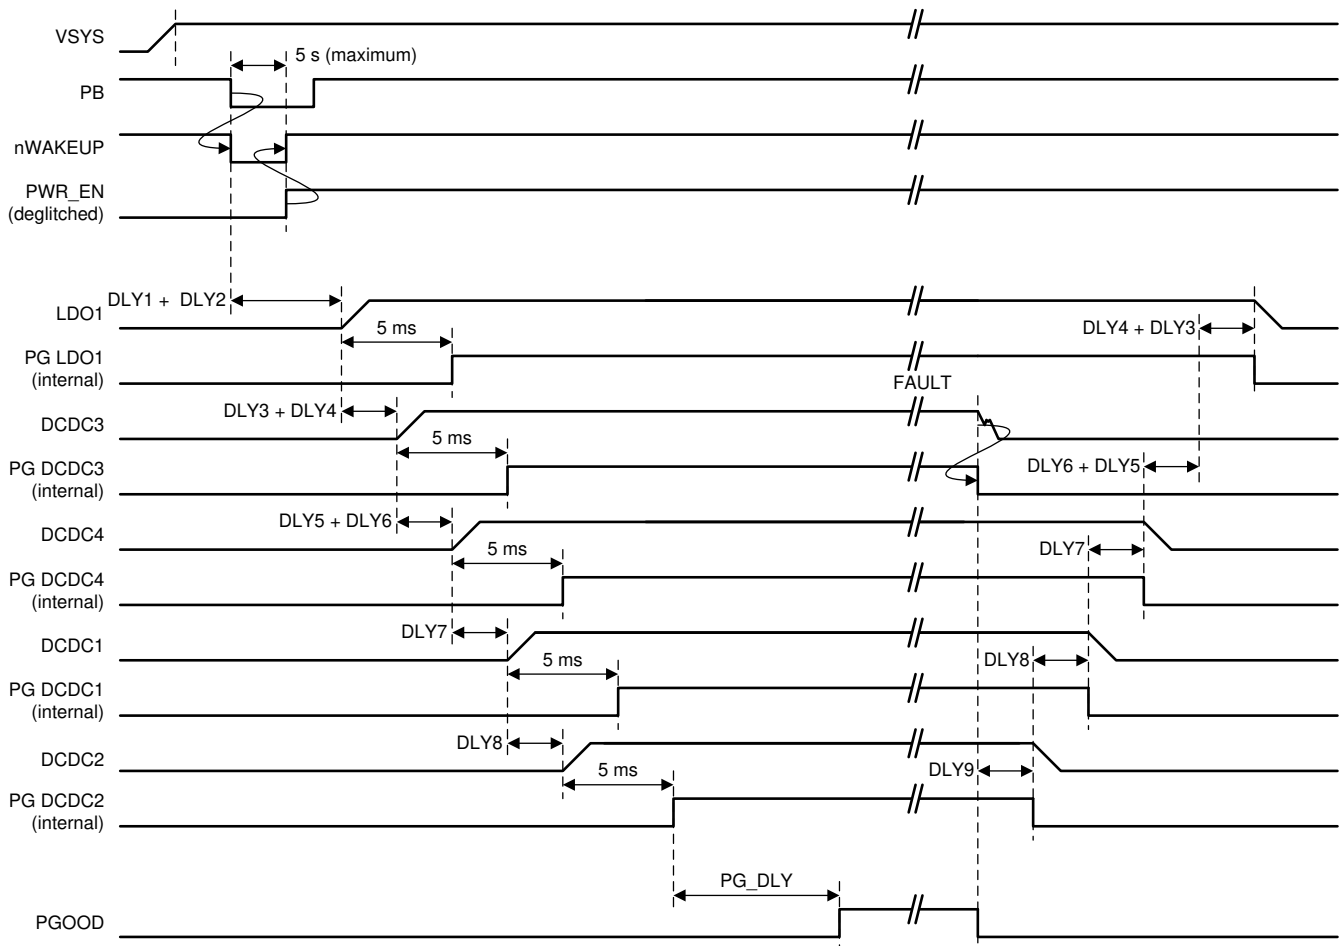 VSYS
5 s (maximum)
PB
nWAKEUP
PWR_EN
(deglitched)
DLY1 + DLY2
LDO1
5 ms
DLY4 + DLY3
PG LDO1
(internal)
FAULT
DLY3 + DLY4
DCDC3
5 ms
PG DCDC3
(internal)
DLY6 + DLY5
DLY5 + DLY6
DCDC4
5 ms
DLY7
PG DCDC4
(internal)
DLY7
DCDC1
5 ms
DLY8
PG DCDC1
(internal)
DLY8
DCDC2
5 ms
DLY9
PG DCDC2
(internal)
PG_DLY
PGOOD